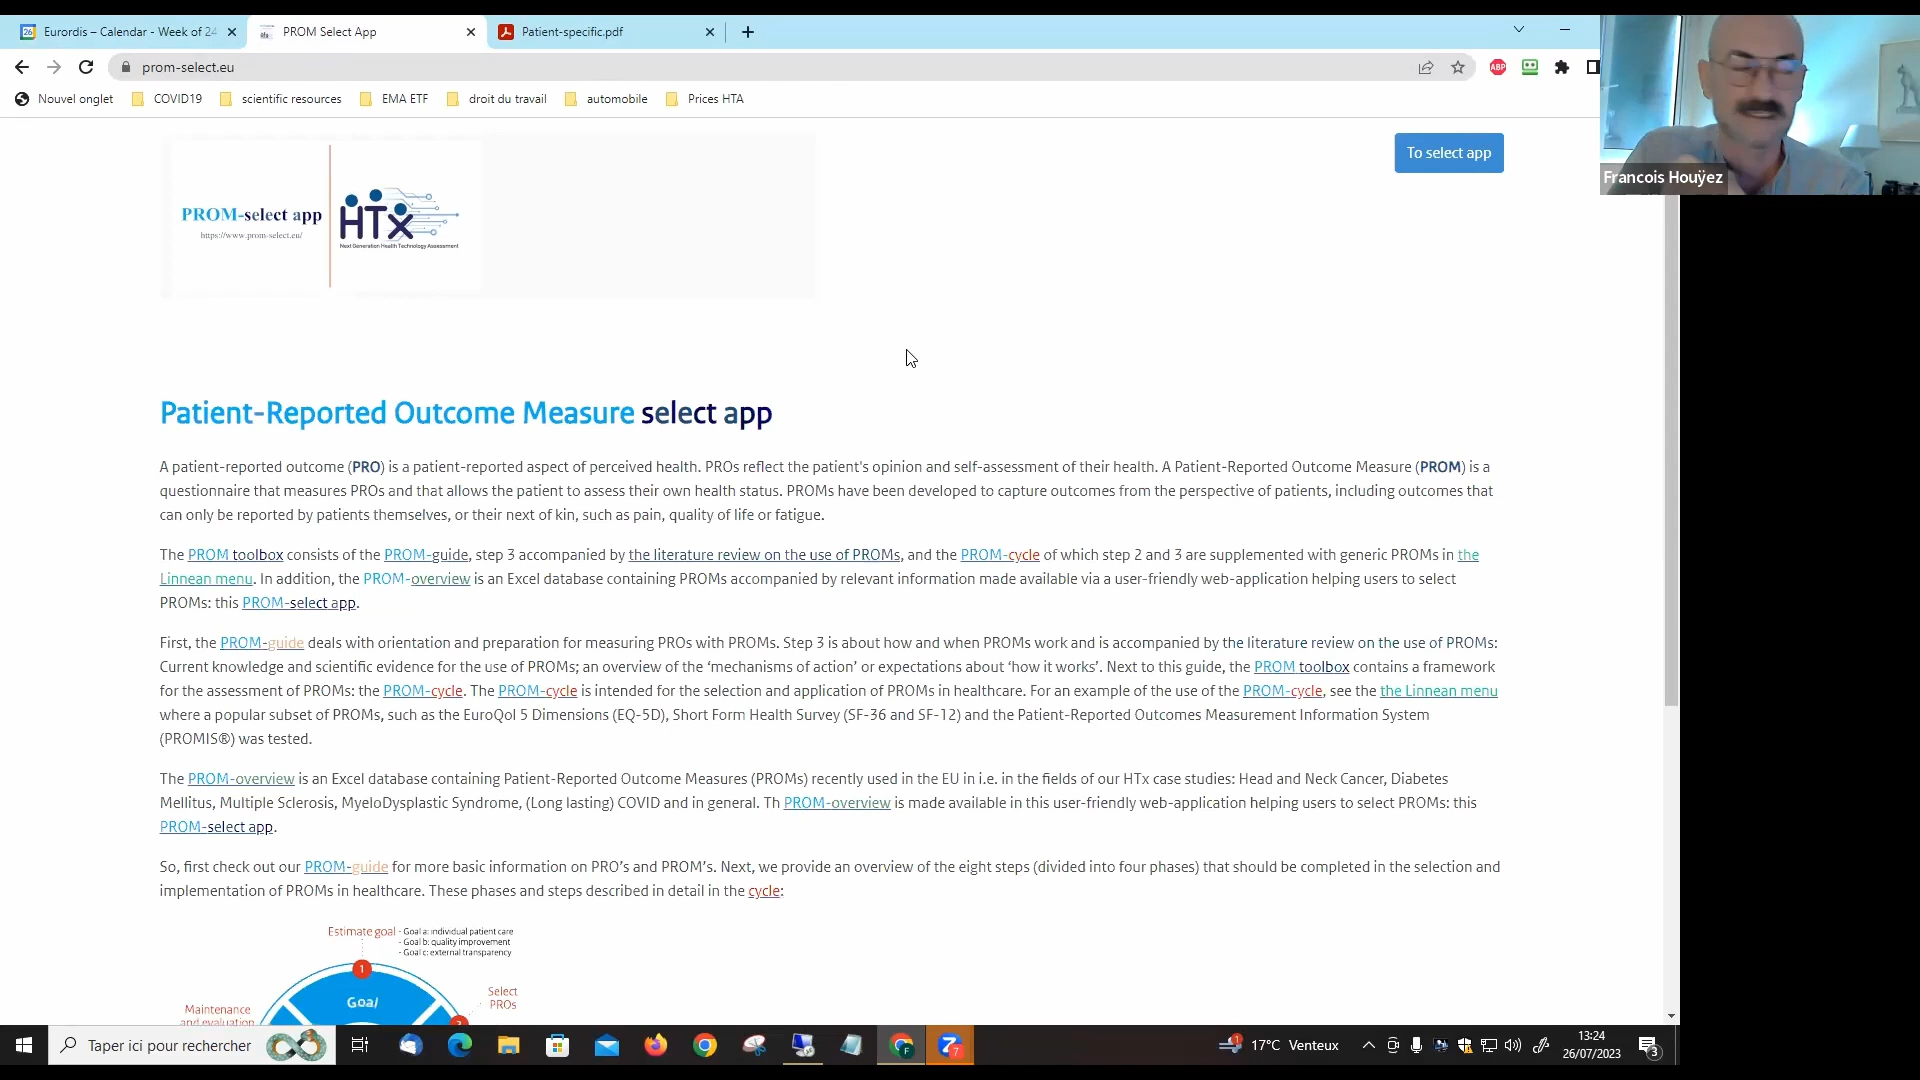 Eurordis – Calendar - Week of 24
PROM Select App
Patient-specific.pdf
prom-select.eu
ABP
Nouvel onglet
COVID19
scientific resources
EMA ETF
droit du travail
automobile
Prices HTA
Francois Houÿez
To select app
PROM-select app
https://www.prom-select.eu/
HTx
Next Generation Health Technology Assessment
Patient-Reported Outcome Measure select app
A patient-reported outcome (PRO) is a patient-reported aspect of perceived health. PROs reflect the patient's opinion and self-assessment of their health. A Patient-Reported Outcome Measure (PROM) is a
questionnaire that measures PROs and that allows the patient to assess their own health status. PROMs have been developed to capture outcomes from the perspective of patients, including outcomes that
can only be reported by patients themselves, or their next of kin, such as pain, quality of life or fatigue.
The PROM toolbox consists of the PROM-guide, step 3 accompanied by the literature review on the use of PROMs, and the PROM-cycle of which step 2 and 3 are supplemented with generic PROMs in the
Linnean menu. In addition, the PROM-overview is an Excel database containing PROMs accompanied by relevant information made available via a user-friendly web-application helping users to select
PROMs: this PROM-select app.
First, the PROM-guide deals with orientation and preparation for measuring PROs with PROMs. Step 3 is about how and when PROMs work and is accompanied by the literature review on the use of PROMs:
Current knowledge and scientific evidence for the use of PROMs; an overview of the ‘mechanisms of action’ or expectations about ‘how it works’. Next to this guide, the PROM toolbox contains a framework
for the assessment of PROMs: the PROM-cycle. The PROM-cycle is intended for the selection and application of PROMs in healthcare. For an example of the use of the PROM-cycle, see the the Linnean menu
where a popular subset of PROMs, such as the EuroQol 5 Dimensions (EQ-5D), Short Form Health Survey (SF-36 and SF-12) and the Patient-Reported Outcomes Measurement Information System
(PROMIS®) was tested.
The PROM-overview is an Excel database containing Patient-Reported Outcome Measures (PROMs) recently used in the EU in i.e. in the fields of our HTx case studies: Head and Neck Cancer, Diabetes
Mellitus, Multiple Sclerosis, MyeloDysplastic Syndrome, (Long lasting) COVID and in general. Th PROM-overview is made available in this user-friendly web-application helping users to select PROMs: this
PROM-select app.
So, first check out our PROM-guide for more basic information on PRO’s and PROM’s. Next, we provide an overview of the eight steps (divided into four phases) that should be completed in the selection and
implementation of PROMs in healthcare. These phases and steps described in detail in the cycle:
Estimate goal
- Goal a: individual patient care
- Goal b: quality improvement
- Goal c: external transparency
1
Goal
Select
PROs
Maintenance
and evaluation
Taper ici pour rechercher
17°C Venteux
13:24
26/07/2023
3